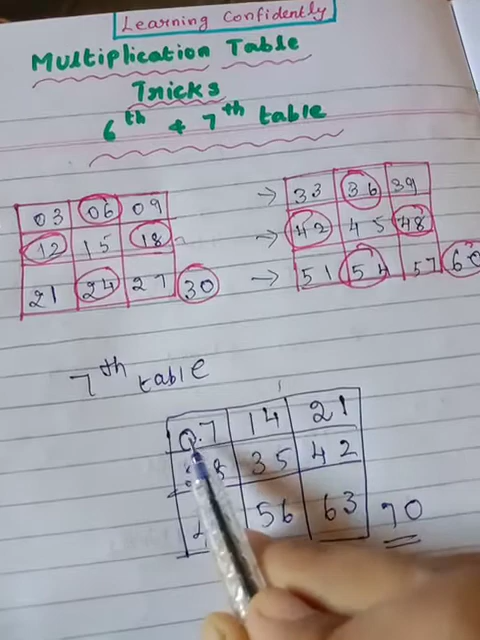 Learning Confidently
Multiplication Table
Tricks
6th & 7th table
03 06 09 → 33 36 39
12 15 18 → 42 45 48
21 24 27 30 → 51 54 57 60
7th table
07 14 21
35 42
56 63 70